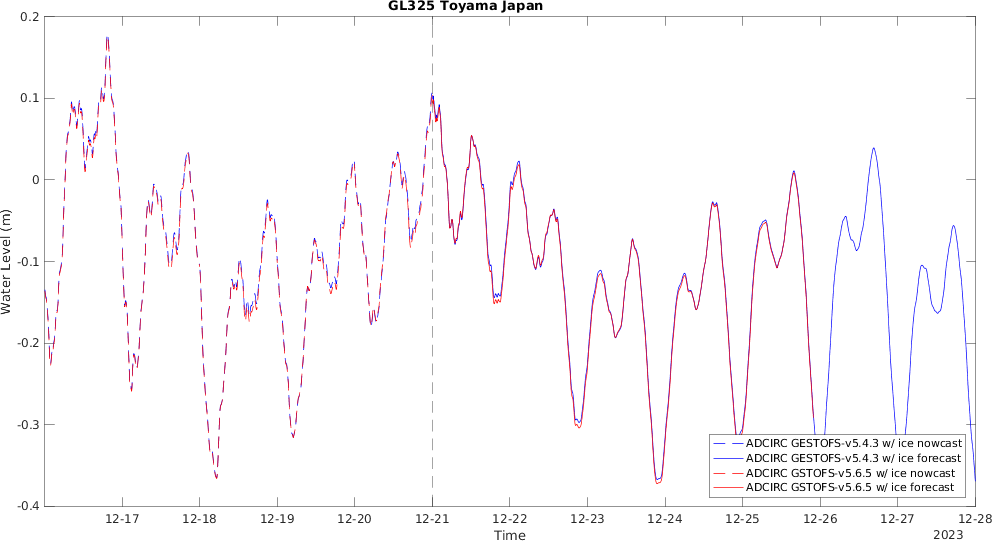 GL325 Toyama Japan
Water Level (m)
0.2
0.1
0
-0.1
-0.2
-0.3
-0.4
ADCIRC GESTOFS-v5.4.3 w/ ice nowcast
ADCIRC GESTOFS-v5.4.3 w/ ice forecast
ADCIRC GSTOFS-v5.6.5 w/ ice nowcast
ADCIRC GSTOFS-v5.6.5 w/ ice forecast
12-17 12-18 12-19 12-20 12-21 12-22 12-23 12-24 12-25 12-26 12-27 12-28
Time
2023